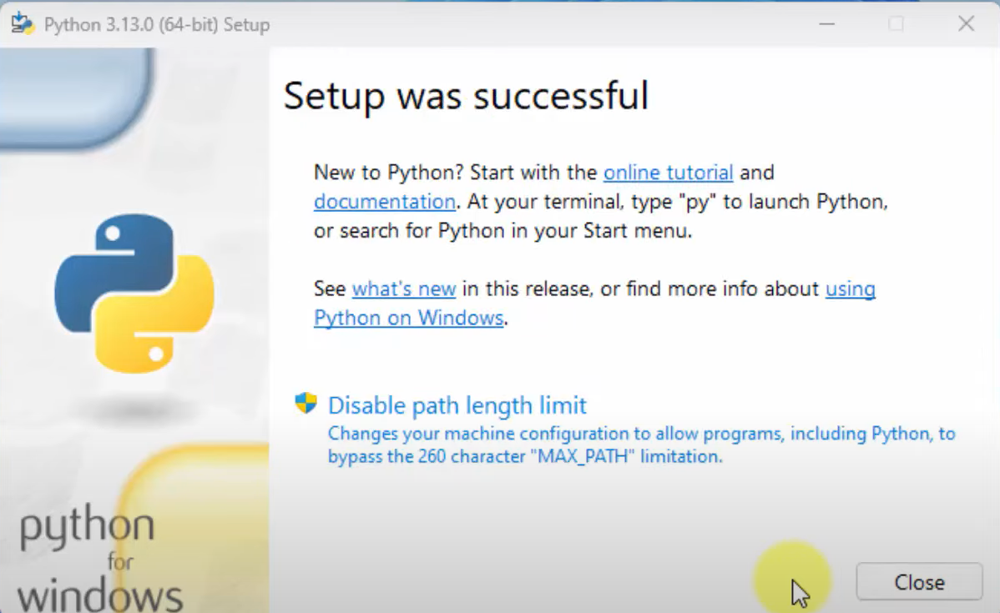 Python 3.13.0 (64-bit) Setup
Setup was successful
New to Python? Start with the online tutorial and
documentation. At your terminal, type "py" to launch Python,
or search for Python in your Start menu.
See what's new in this release, or find more info about using
Python on Windows.
Disable path length limit
Changes your machine configuration to allow programs, including Python, to
bypass the 260 character "MAX_PATH" limitation.
python
for
windows
Close